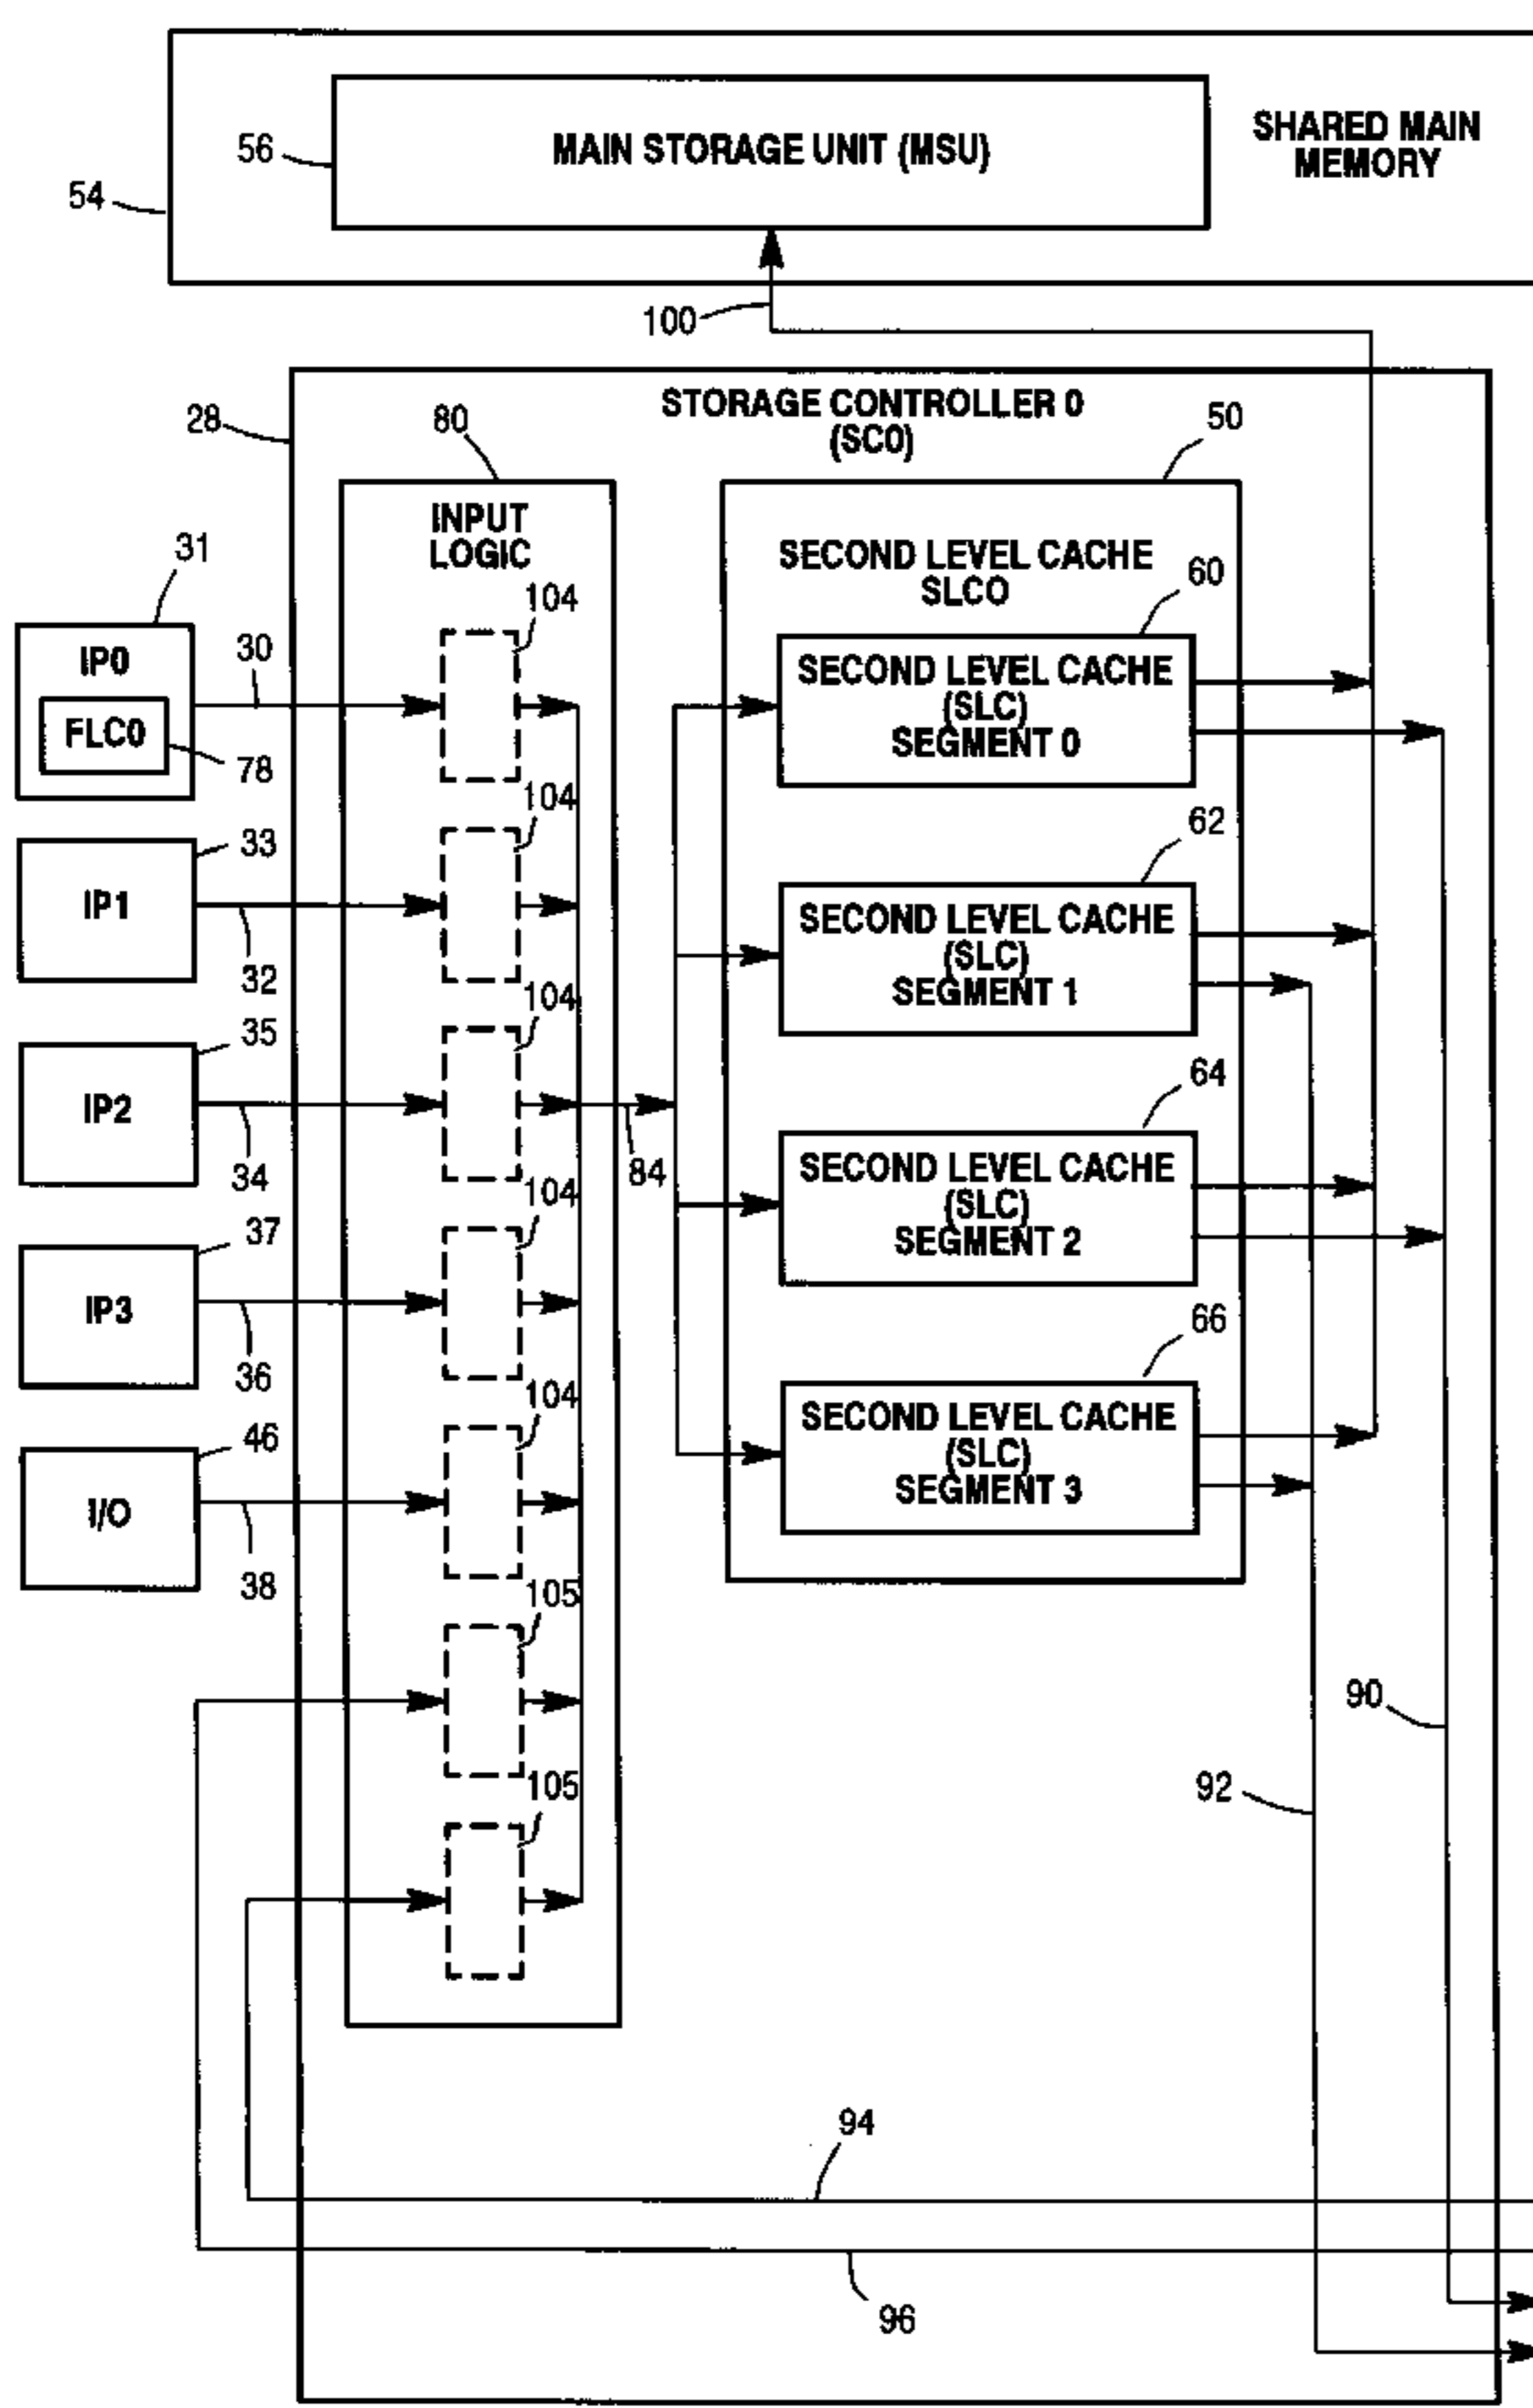 MAIN STORAGE UNIT (MSU)
SHARED MAIN
MEMORY
56
54
100
STORAGE CONTROLLER 0
(SC0)
28
80
50
INPUT
LOGIC
SECOND LEVEL CACHE
SLCO
31
IP0
FLC0
78
30
104
60
SECOND LEVEL CACHE
(SLC)
SEGMENT 0
33
IP1
32
104
62
SECOND LEVEL CACHE
(SLC)
SEGMENT 1
35
IP2
34
104
84
64
SECOND LEVEL CACHE
(SLC)
SEGMENT 2
37
IP3
36
104
66
SECOND LEVEL CACHE
(SLC)
SEGMENT 3
46
I/O
38
104
105
105
90
92
94
96